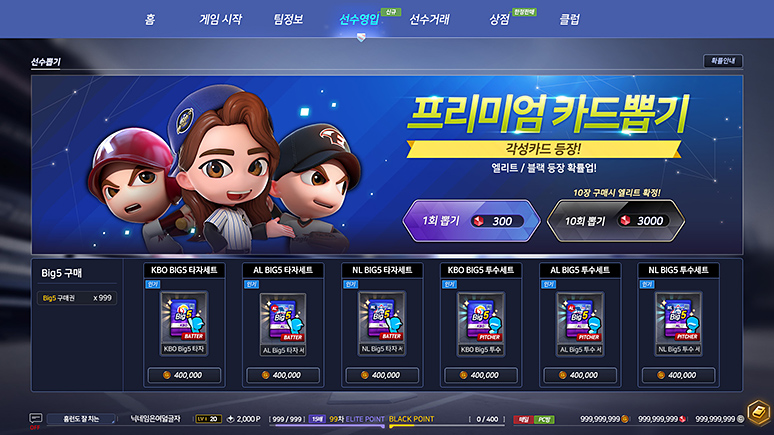 홈 게임 시작 팀정보 선수영입 신규 선수거래 상점 한정판매 클럽
선수뽑기 확률안내
프리미엄 카드뽑기
각성카드 등장!
엘리트 / 블랙 등장 확률업!
10장 구매시 엘리트 확정!
1회 뽑기 300 10회 뽑기 3000
Big5 구매
Big5 구매권 x 999
KBO BIG5 타자세트 AL BIG5 타자세트 NL BIG5 타자세트 KBO BIG5 투수세트 AL BIG5 투수세트 NL BIG5 투수세트
인기 인기 인기 인기 인기 인기
Big5 Big5 Big5 Big5 Big5 Big5
KBO AL NL KBO AL NL
BATTER BATTER BATTER PITCHER PITCHER PITCHER
KBO Big5 타자 AL Big5 타자 서 NL Big5 타자 서 KBO Big5 투수 AL Big5 투수 서 NL Big5 투수 서
400,000 400,000 400,000 400,000 400,000 400,000
OFF 홈런도 잘 치는 닉네임은여덟글자 LV 20 2,000 P [ 999 / 999 ] 99차 ELITE POINT BLACK POINT 0 / 400 PC방 999,999,999 999,999,999 999,999,999